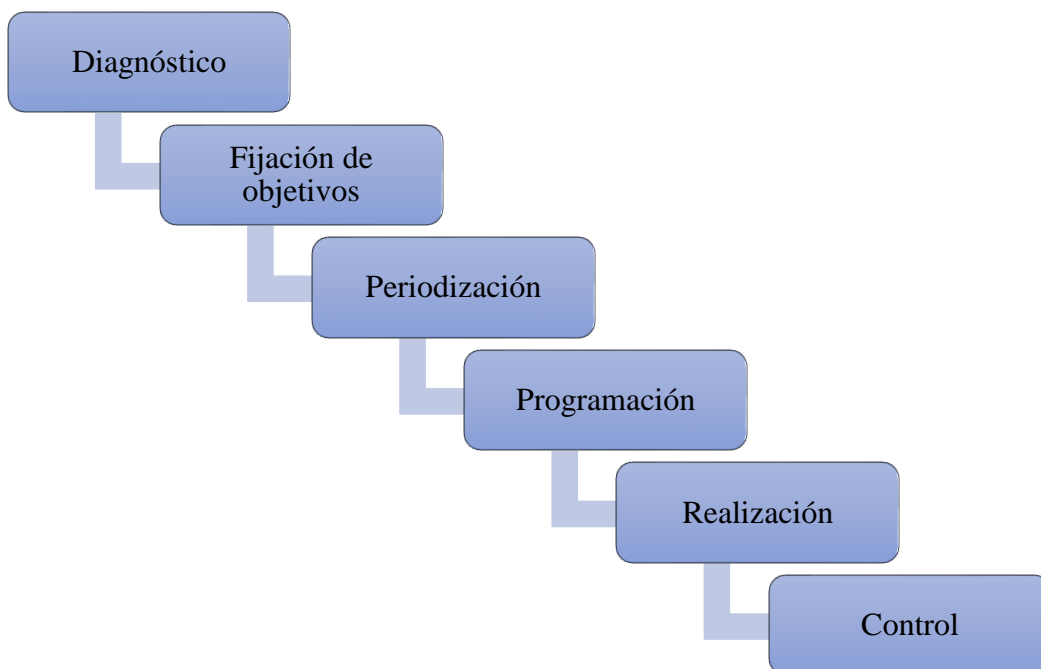 Diagnóstico
Fijación de
objetivos
Periodización
Programación
Realización
Control